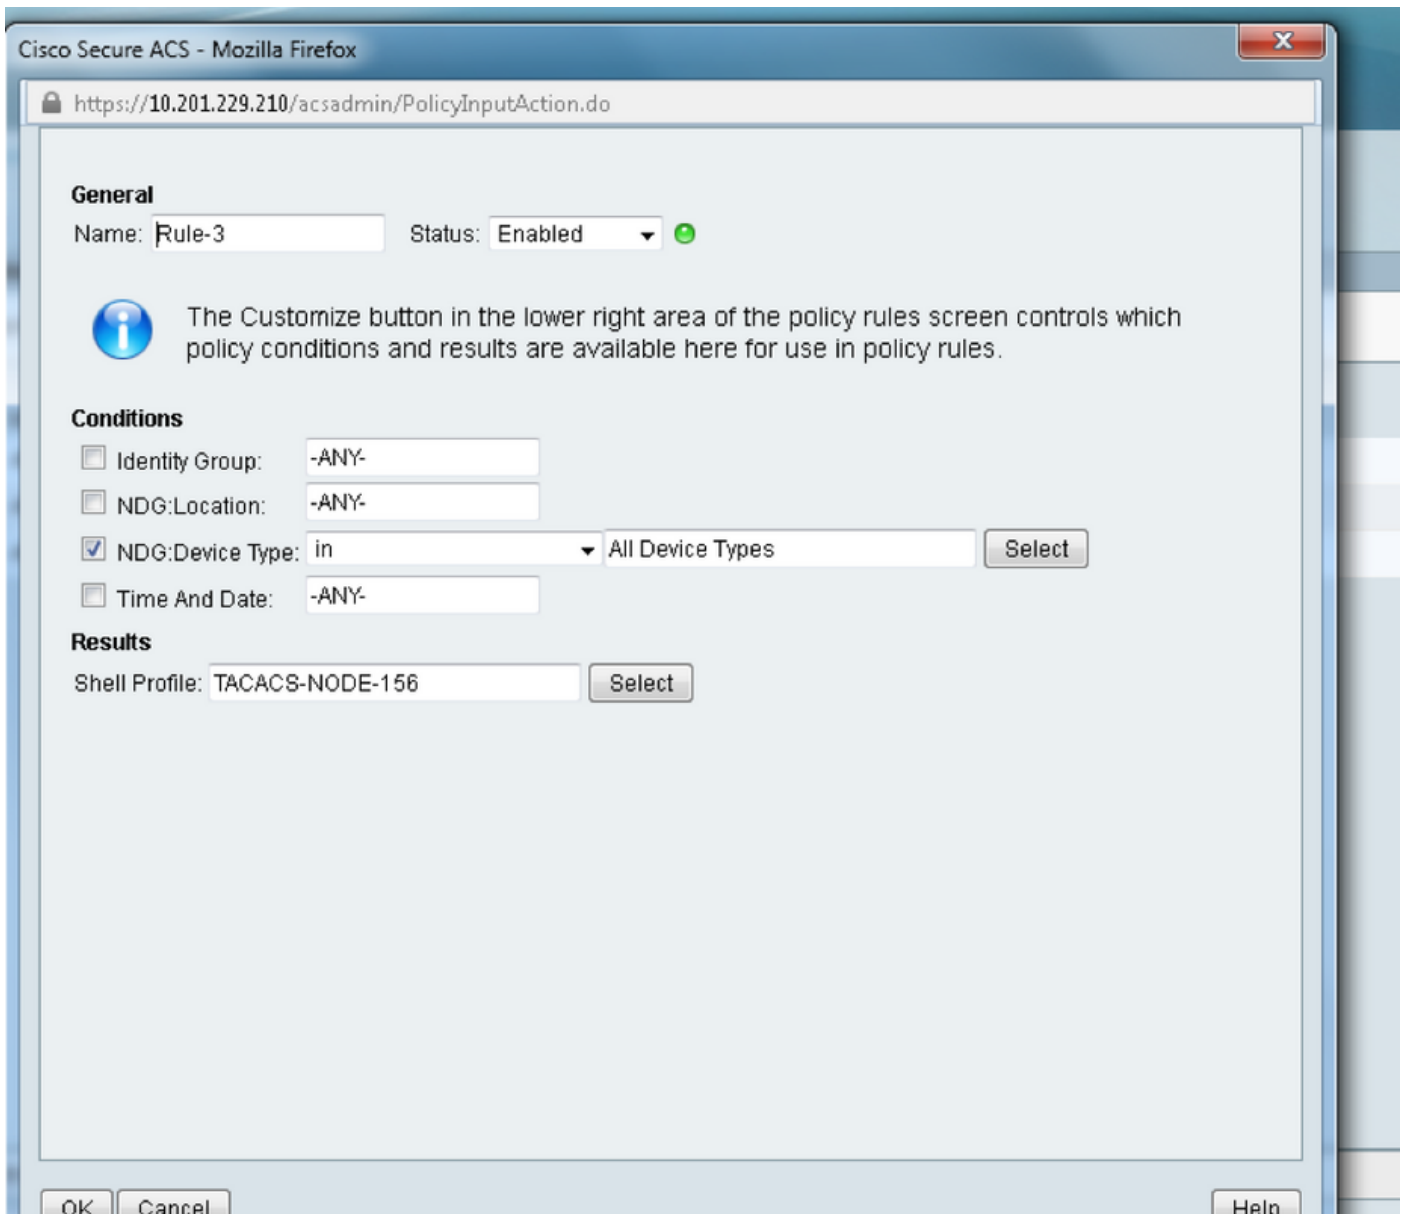 Cisco Secure ACS - Mozilla Firefox
https://10.201.229.210/acsadmin/PolicyInputAction.do
General
Name: Rule-3 Status: Enabled
The Customize button in the lower right area of the policy rules screen controls which
policy conditions and results are available here for use in policy rules.
Conditions
Identity Group: -ANY-
NDG:Location: -ANY-
NDG:Device Type: in All Device Types Select
Time And Date: -ANY-
Results
Shell Profile: TACACS-NODE-156 Select
OK Cancel Help